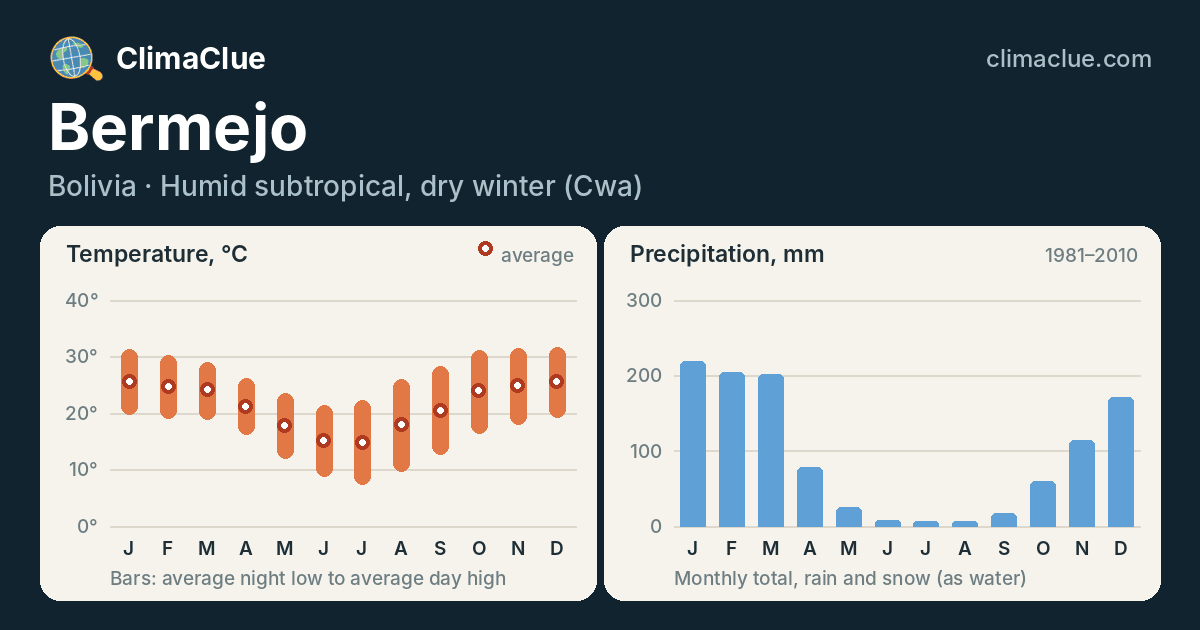 ClimaClue
climaclue.com
Bermejo
Bolivia · Humid subtropical, dry winter (Cwa)
Temperature, °C
average
40°
30°
20°
10°
0°
J F M A M J J A S O N D
Bars: average night low to average day high
Precipitation, mm
1981–2010
300
200
100
0
J F M A M J J A S O N D
Monthly total, rain and snow (as water)